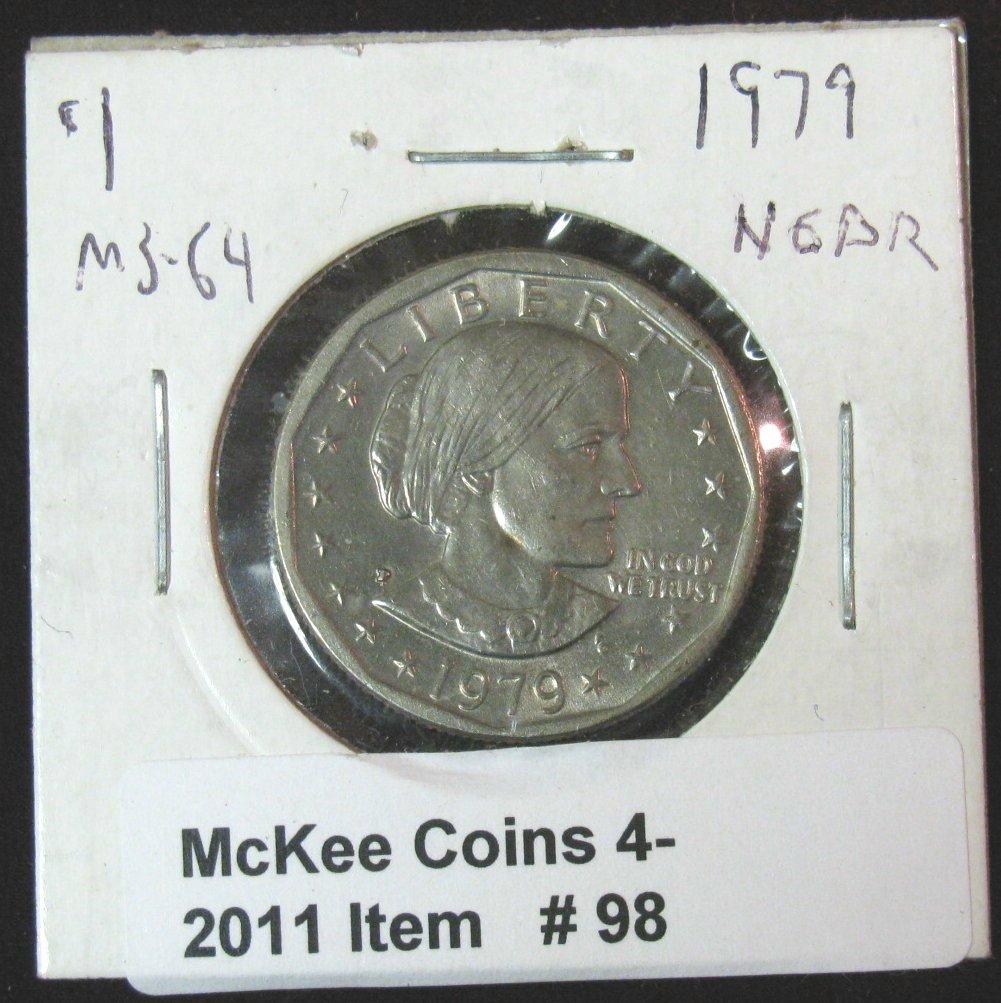 $1
1979
MS-64
NEAR
LIBERTY
IN GOD
WE TRUST
P
1979
McKee Coins 4-
2011 Item # 98